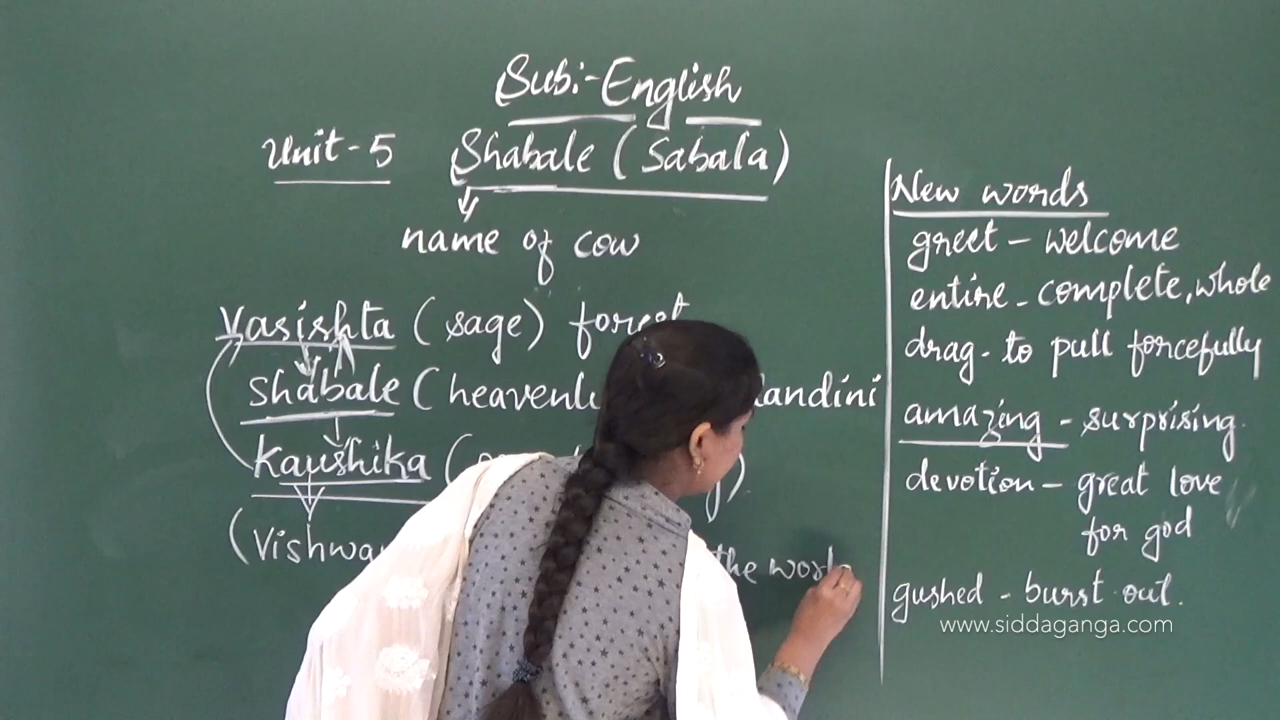 Sub:- English
Unit - 5 Shabale (Sabala)
name of cow
Vasishta (sage) forest
Shabale ( nandini
Kaushika (
(Vishwa
the worl
New words
greet - welcome
entire - complete, whole
drag - to pull forcefully
amazing - surprising.
devotion - great love
for god
gushed - burst out.
www.siddaganga.com